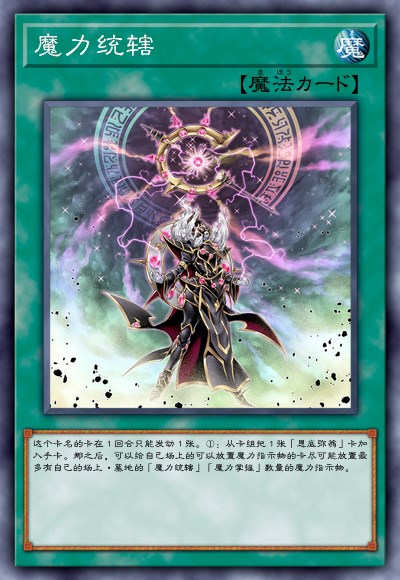 魔力统辖
魔
【魔法カード】
ま ほう
这个卡名的卡在1回合只能发动1张。①：从卡组把1张「恩底弥翁」卡加
入手卡。那之后，可以给自己场上的可以放置魔力指示物的卡尽可能放置最
多有自己的场上·墓地的「魔力统辖」「魔力掌握」数量的魔力指示物。